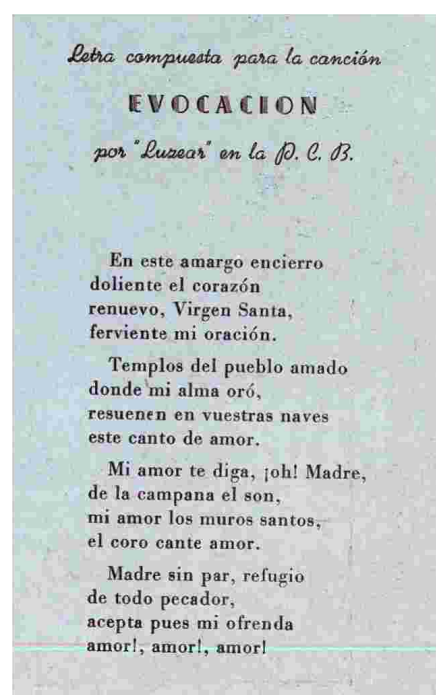 Letra compuesta para la canción
EVOCACION
por "Luzear" en la P. C. B.
En este amargo encierro
doliente el corazón
renuevo, Virgen Santa,
ferviente mi oración.
Templos del pueblo amado
donde mi alma oró,
resuenen en vuestras naves
este canto de amor.
Mi amor te diga, ¡oh! Madre,
de la campana el son,
mi amor los muros santos,
el coro cante amor.
Madre sin par, refugio
de todo pecador,
acepta pues mi ofrenda
amor!, amor!, amor!